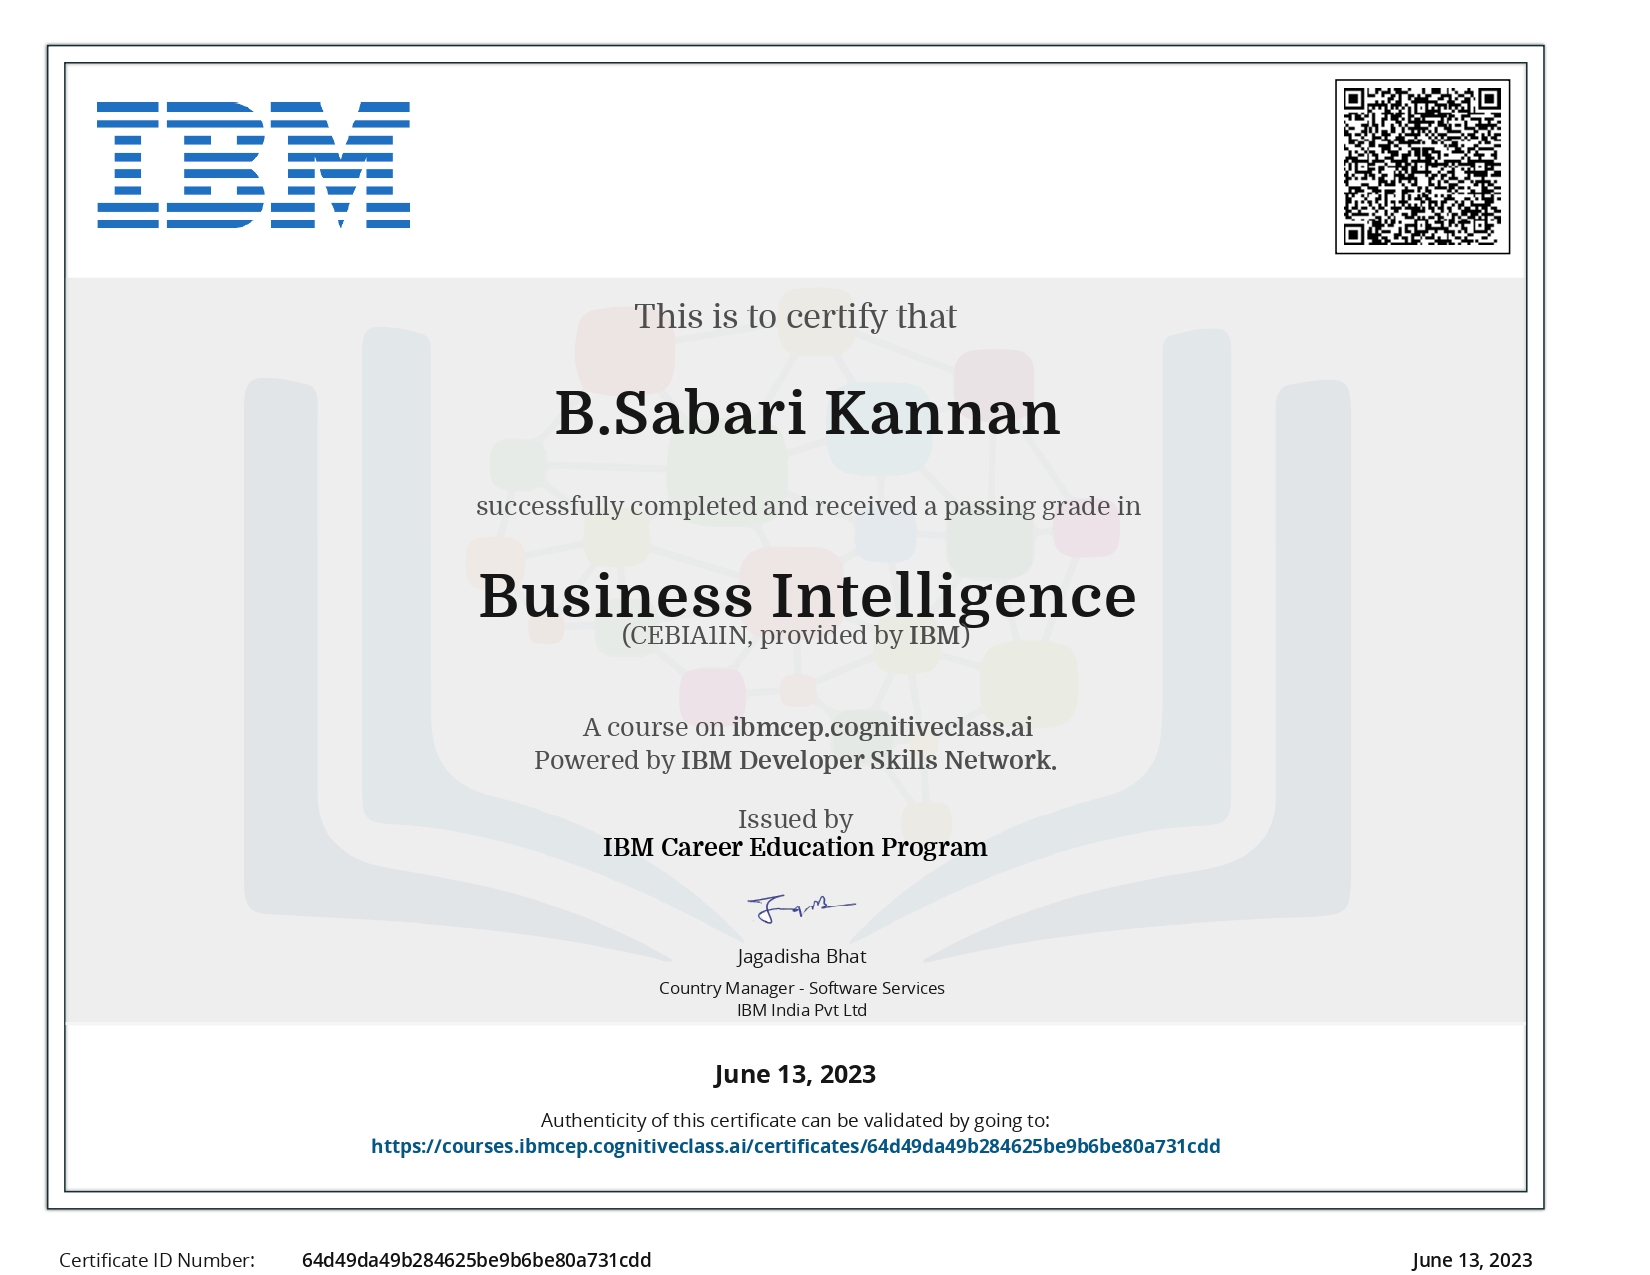 IBM
This is to certify that
B.Sabari Kannan
successfully completed and received a passing grade in
Business Intelligence
(CEBIA1IN, provided by IBM)
A course on ibmcep.cognitiveclass.ai
Powered by IBM Developer Skills Network.
Issued by
IBM Career Education Program
Jagadisha Bhat
Country Manager - Software Services
IBM India Pvt Ltd
June 13, 2023
Authenticity of this certificate can be validated by going to:
https://courses.ibmcep.cognitiveclass.ai/certificates/64d49da49b284625be9b6be80a731cdd
Certificate ID Number: 64d49da49b284625be9b6be80a731cdd June 13, 2023